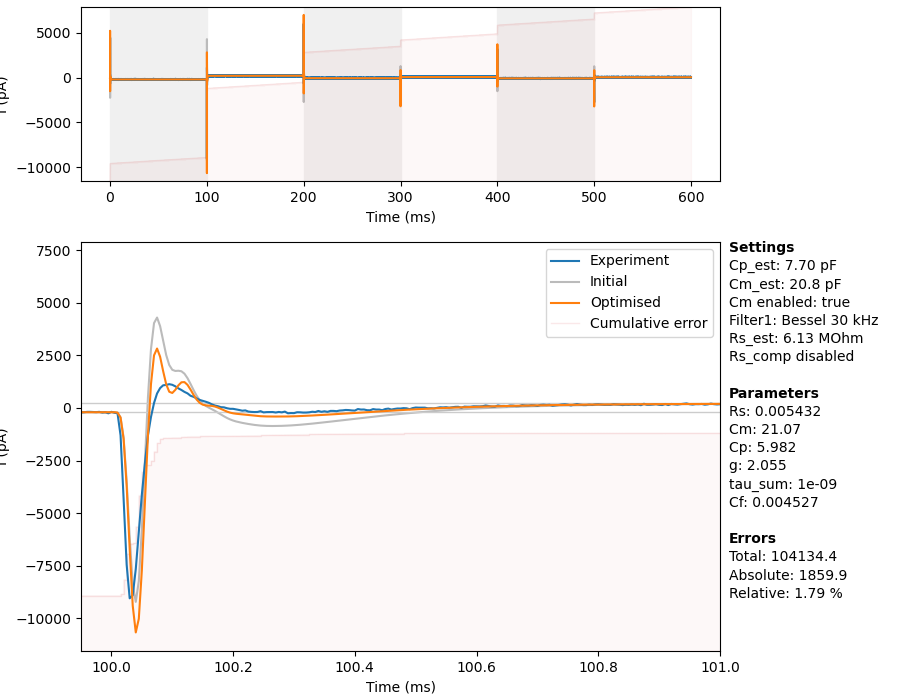 5000
0
−5000
−10000
I (pA)
0 100 200 300 400 500 600
Time (ms)
7500
5000
2500
0
−2500
−5000
−7500
−10000
I (pA)
100.0 100.2 100.4 100.6 100.8 101.0
Time (ms)
Experiment
Initial
Optimised
Cumulative error
Settings
Cp_est: 7.70 pF
Cm_est: 20.8 pF
Cm enabled: true
Filter1: Bessel 30 kHz
Rs_est: 6.13 MOhm
Rs_comp disabled
Parameters
Rs: 0.005432
Cm: 21.07
Cp: 5.982
g: 2.055
tau_sum: 1e-09
Cf: 0.004527
Errors
Total: 104134.4
Absolute: 1859.9
Relative: 1.79 %